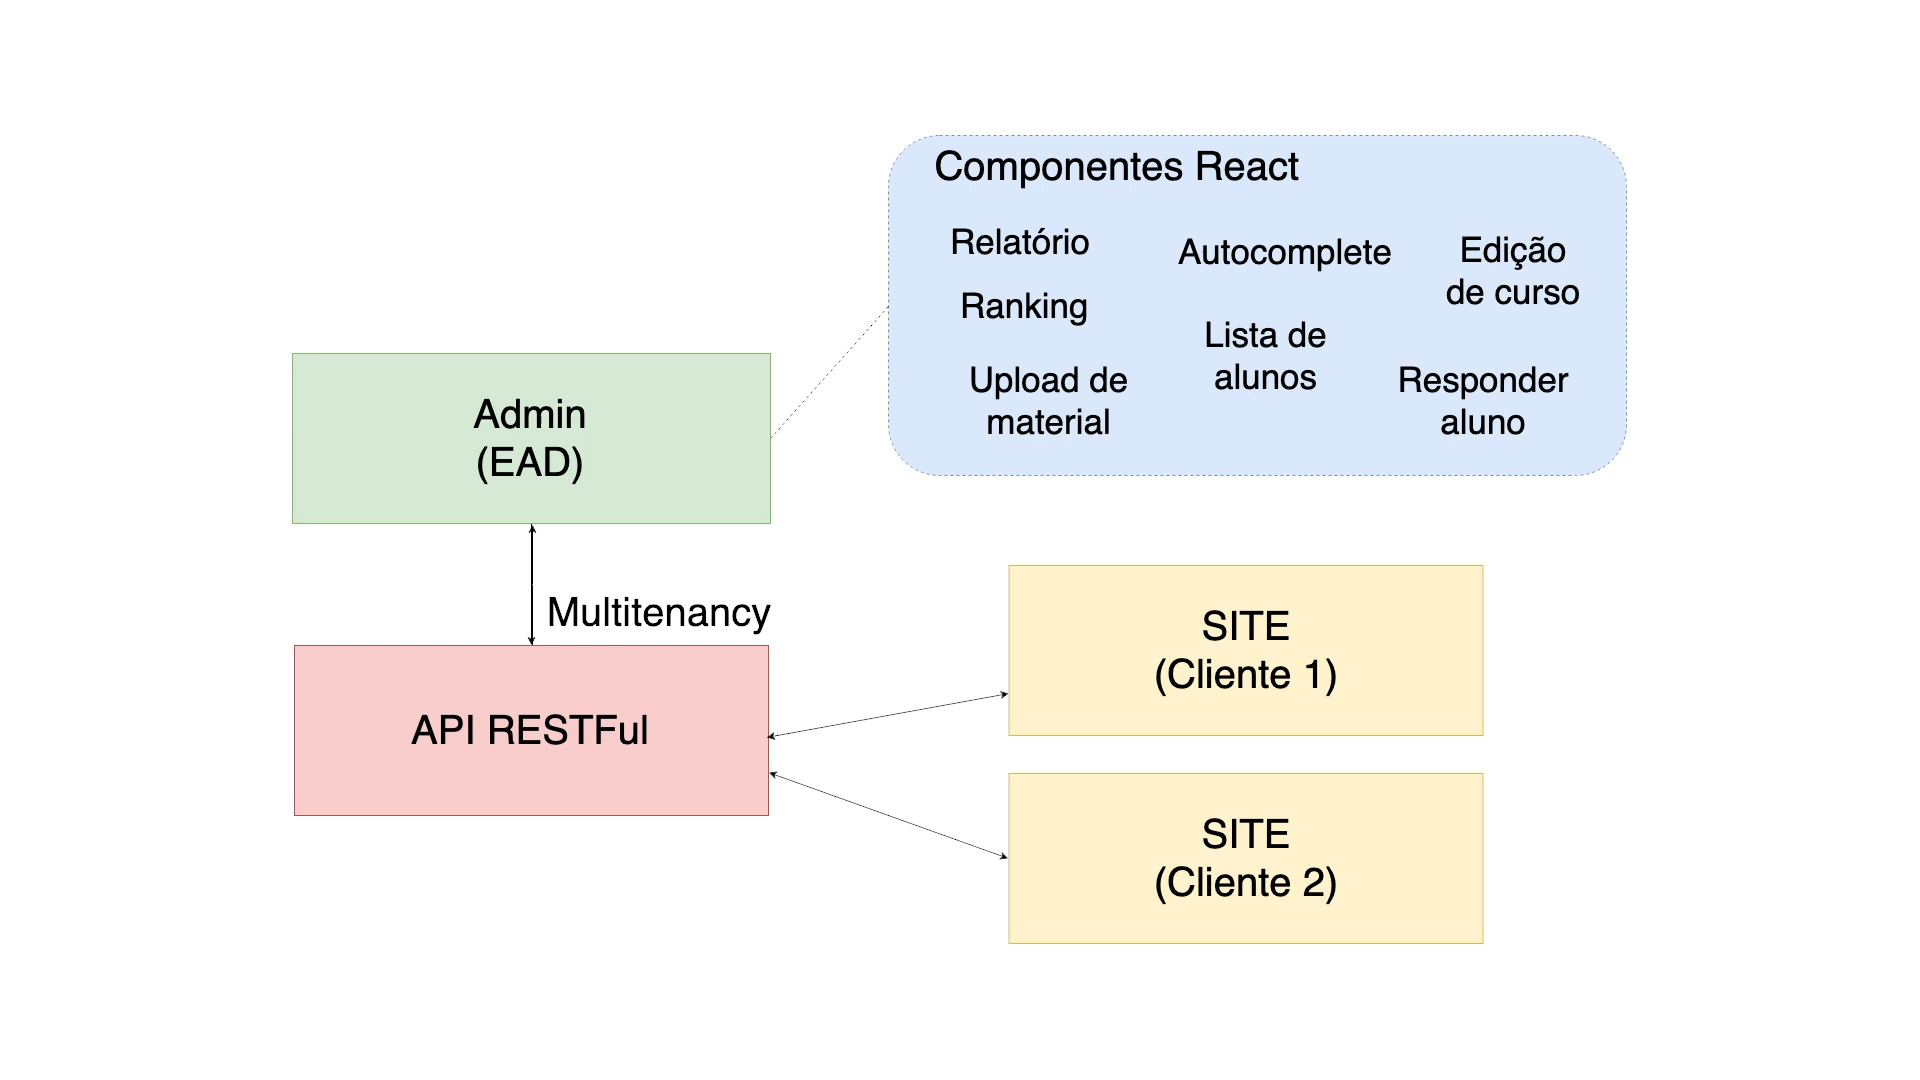 Componentes React
Relatório
Autocomplete
Edição
de curso
Ranking
Lista de
alunos
Upload de
material
Responder
aluno
Admin
(EAD)
Multitenancy
API RESTFul
SITE
(Cliente 1)
SITE
(Cliente 2)